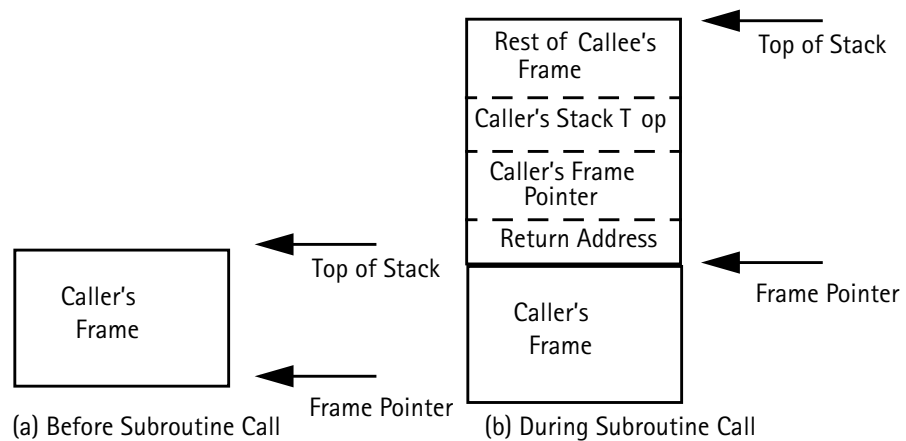 Top of Stack
Caller's
Frame
Frame Pointer
(a) Before Subroutine Call
Rest of Callee's
Frame
Top of Stack
Caller's Stack T op
Caller's Frame
Pointer
Return Address
Frame Pointer
Caller's
Frame
(b) During Subroutine Call